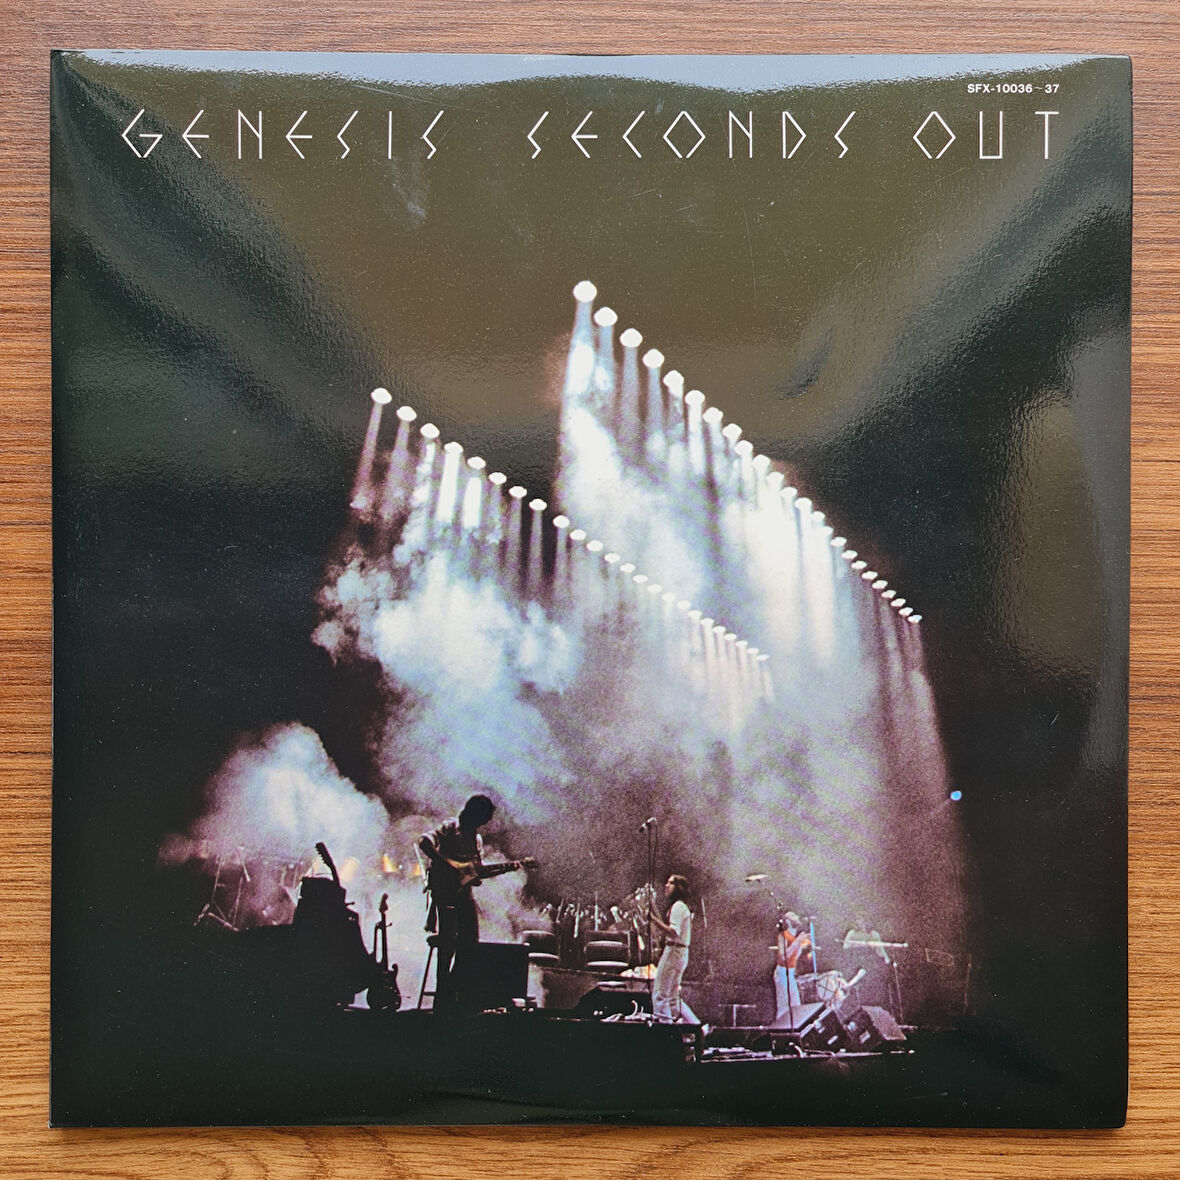 SFX-10036~37
GENESIS SECONDS OUT